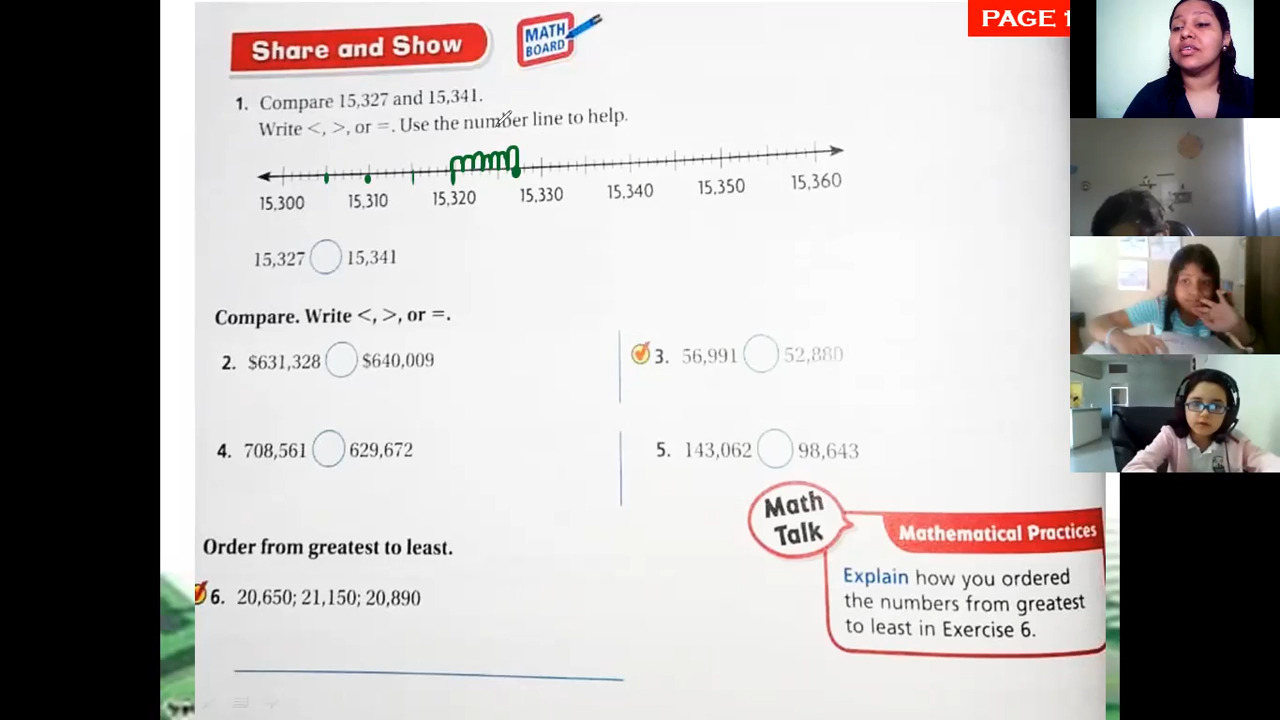 PAGE 1
Share and Show
MATH
BOARD
1. Compare 15,327 and 15,341.
Write <, >, or =. Use the number line to help.
15,300 15,310 15,320 15,330 15,340 15,350 15,360
15,327 15,341
Compare. Write <, >, or =.
2. $631,328 $640,009
3. 56,991 52,880
4. 708,561 629,672
5. 143,062 98,643
Math
Talk
Mathematical Practices
Explain how you ordered
the numbers from greatest
to least in Exercise 6.
Order from greatest to least.
6. 20,650; 21,150; 20,890